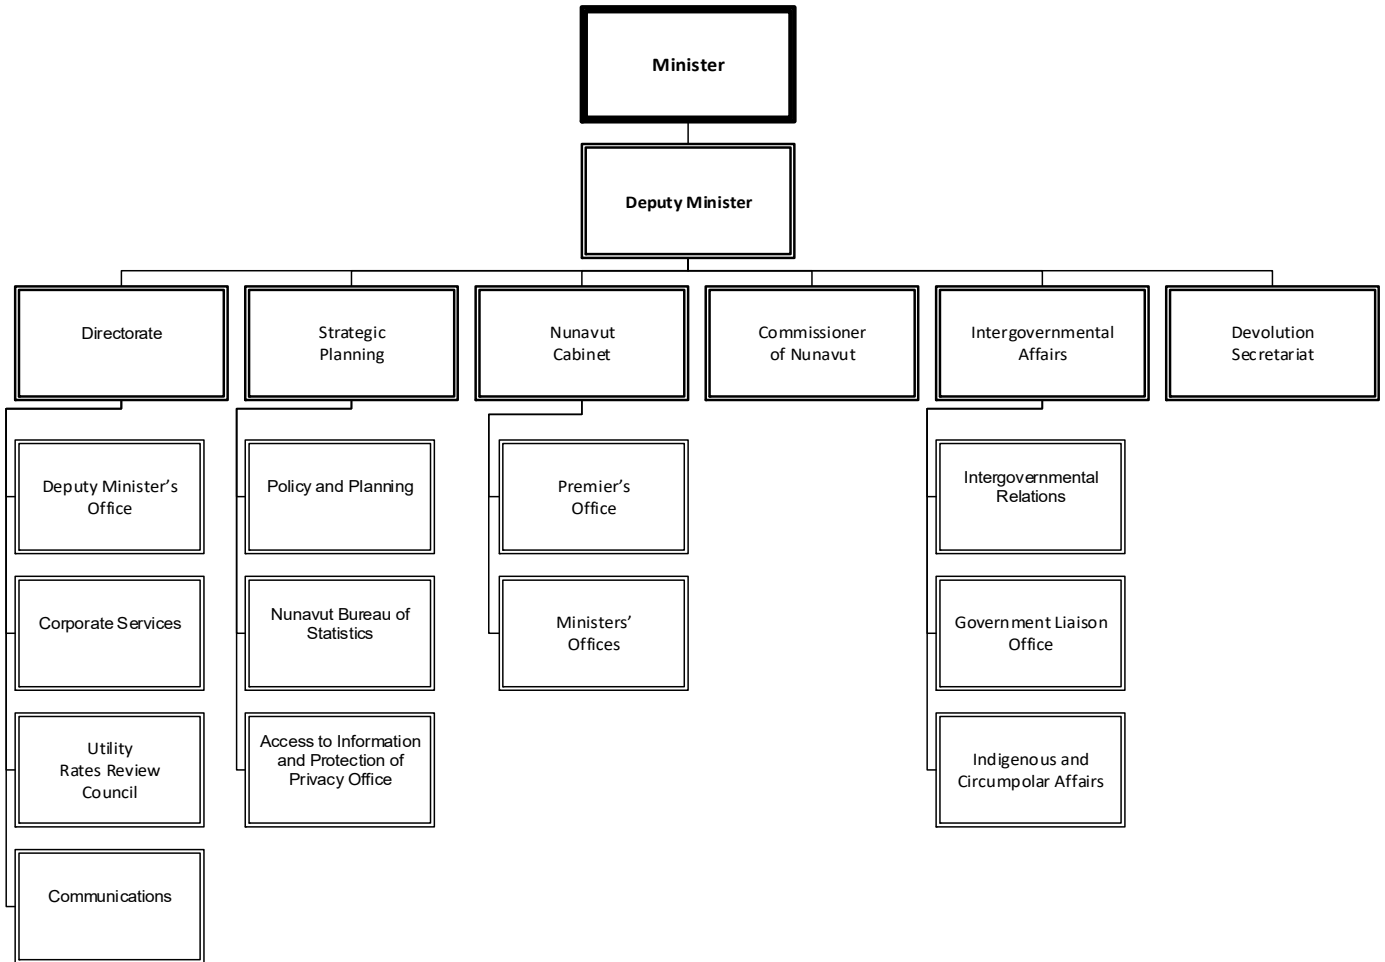 Minister
Deputy Minister
Directorate
Strategic
Planning
Nunavut
Cabinet
Commissioner
of Nunavut
Intergovernmental
Affairs
Devolution
Secretariat
Deputy Minister’s
Office
Policy and Planning
Premier’s
Office
Intergovernmental
Relations
Corporate Services
Nunavut Bureau of
Statistics
Ministers’
Offices
Government Liaison
Office
Utility
Rates Review
Council
Access to Information
and Protection of
Privacy Office
Indigenous and
Circumpolar Affairs
Communications